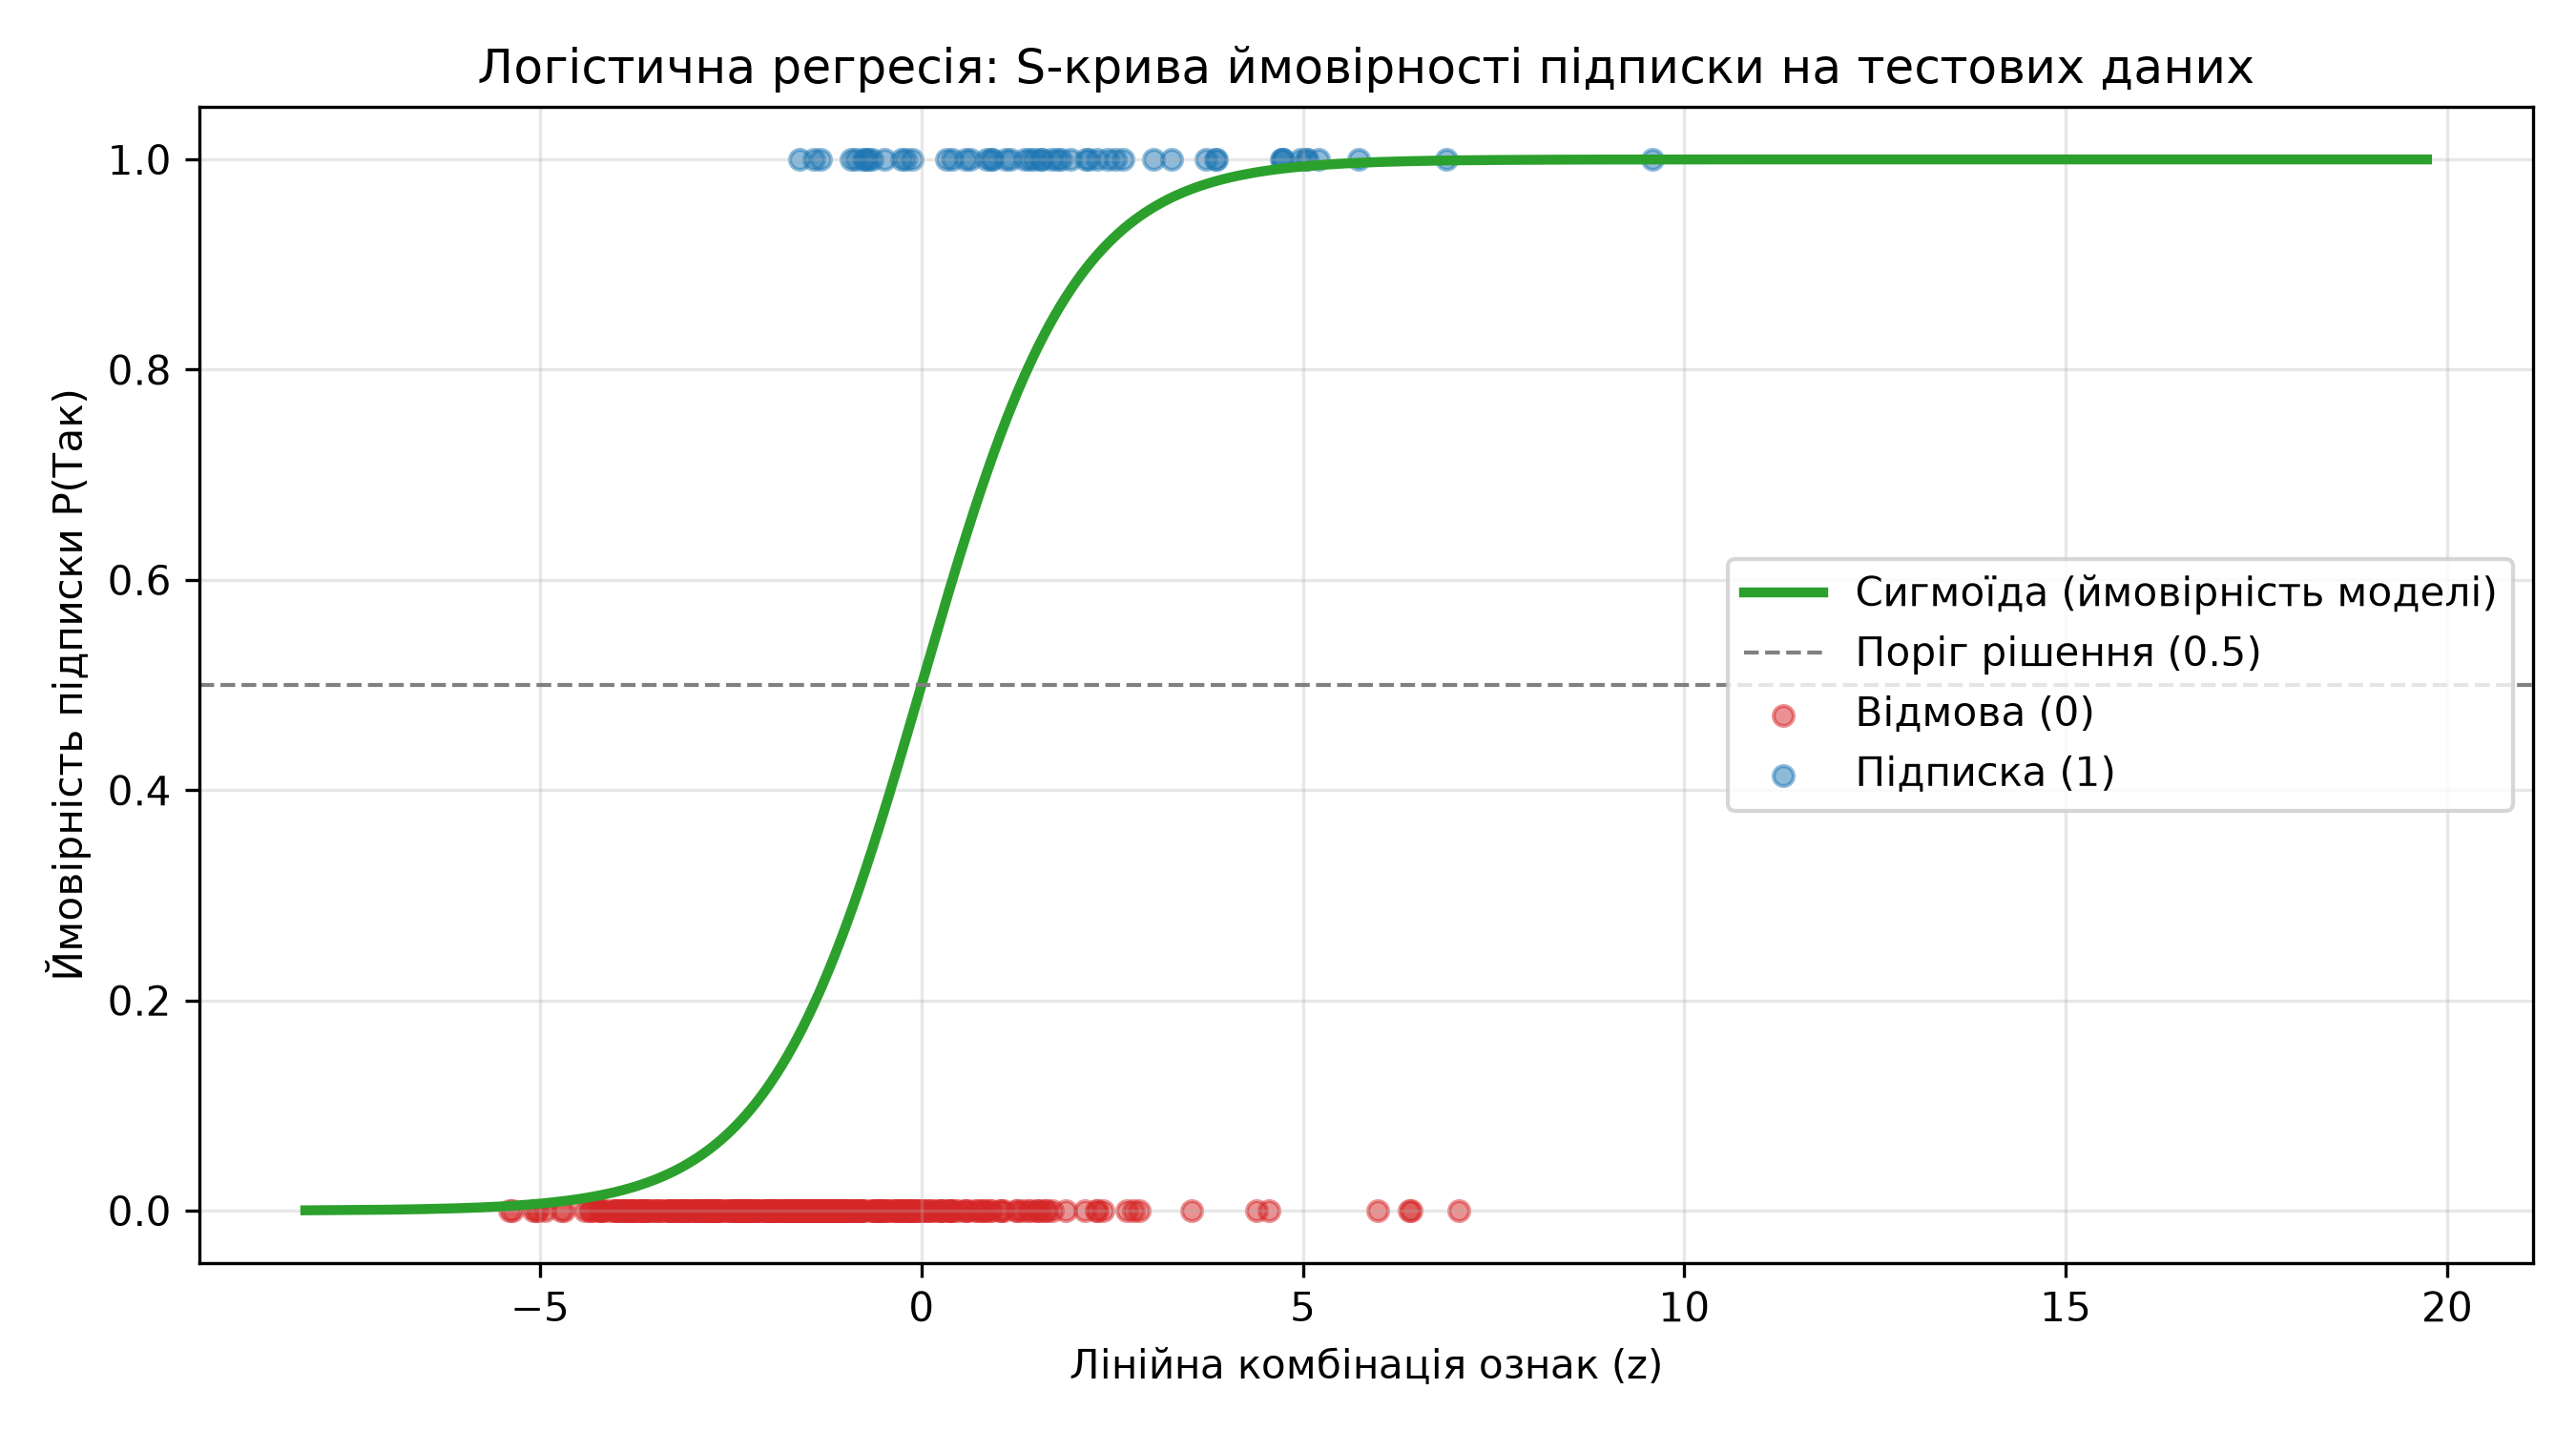 Логістична регресія: S-крива ймовірності підписки на тестових даних
Ймовірність підписки P(Так)
1.0
0.8
0.6
0.4
0.2
0.0
Сигмоїда (ймовірність моделі)
Поріг рішення (0.5)
Відмова (0)
Підписка (1)
−5
0
5
10
15
20
Лінійна комбінація ознак (z)